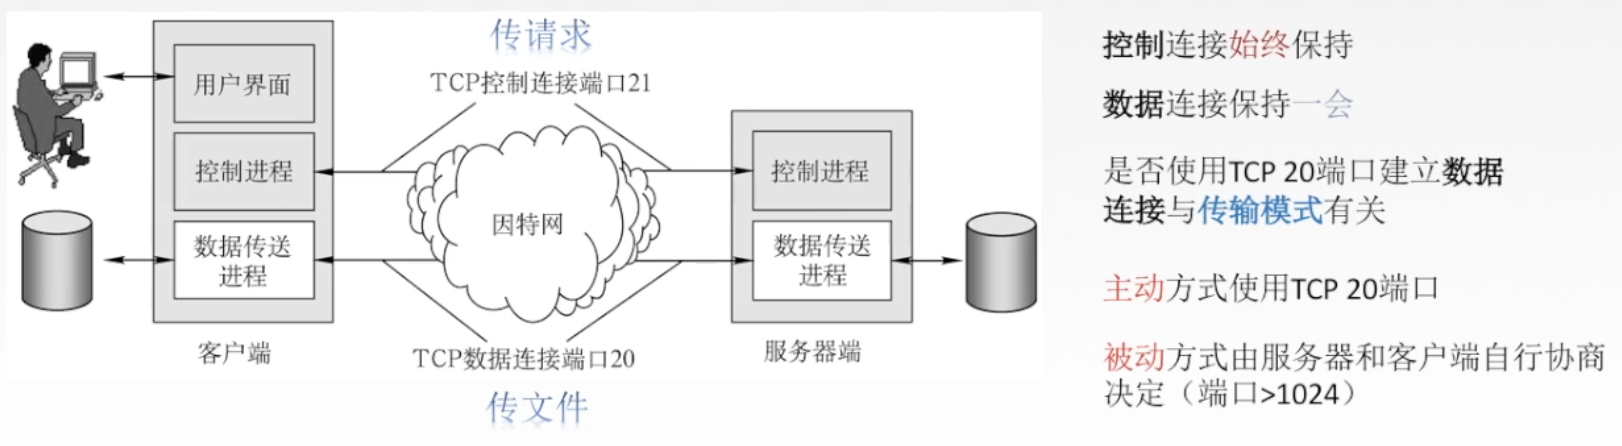 传请求
TCP控制连接端口21
用户界面
控制进程
控制进程
因特网
数据传送
进程
数据传送
进程
客户端
TCP数据连接端口20
服务器端
传文件
控制连接始终保持
数据连接保持一会
是否使用TCP 20端口建立数据
连接与传输模式有关
主动方式使用TCP 20端口
被动方式由服务器和客户端自行协商
决定（端口>1024）